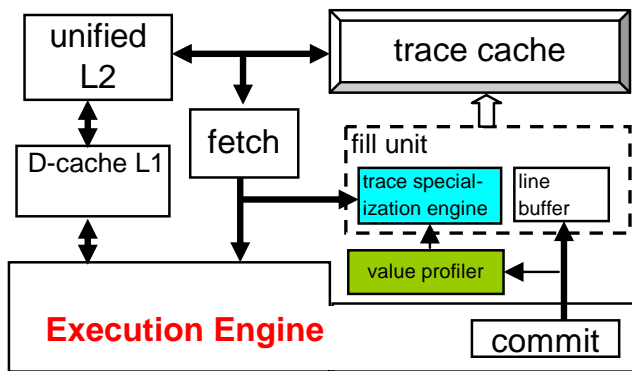 unified
L2
trace cache
fetch
fill unit
D-cache L1
trace special-
ization engine
line
buffer
value profiler
Execution Engine
commit